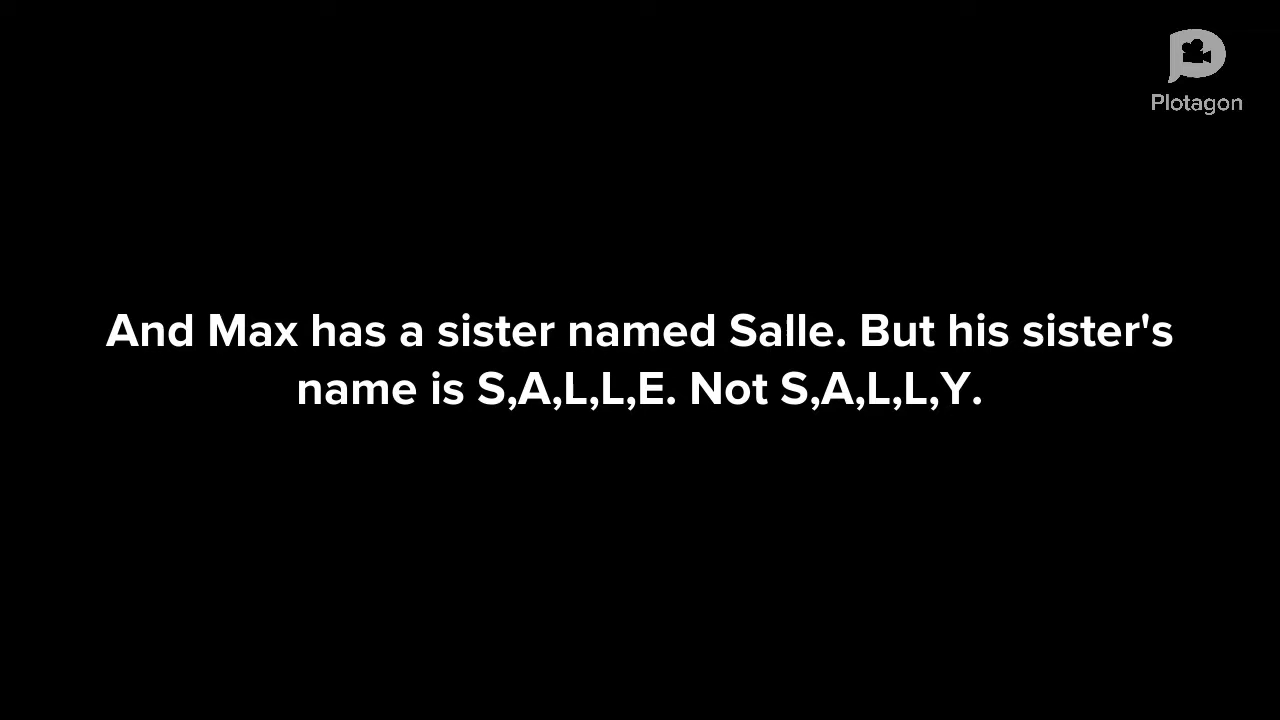 Plotagon
And Max has a sister named Salle. But his sister's
name is S,A,L,L,E. Not S,A,L,L,Y.